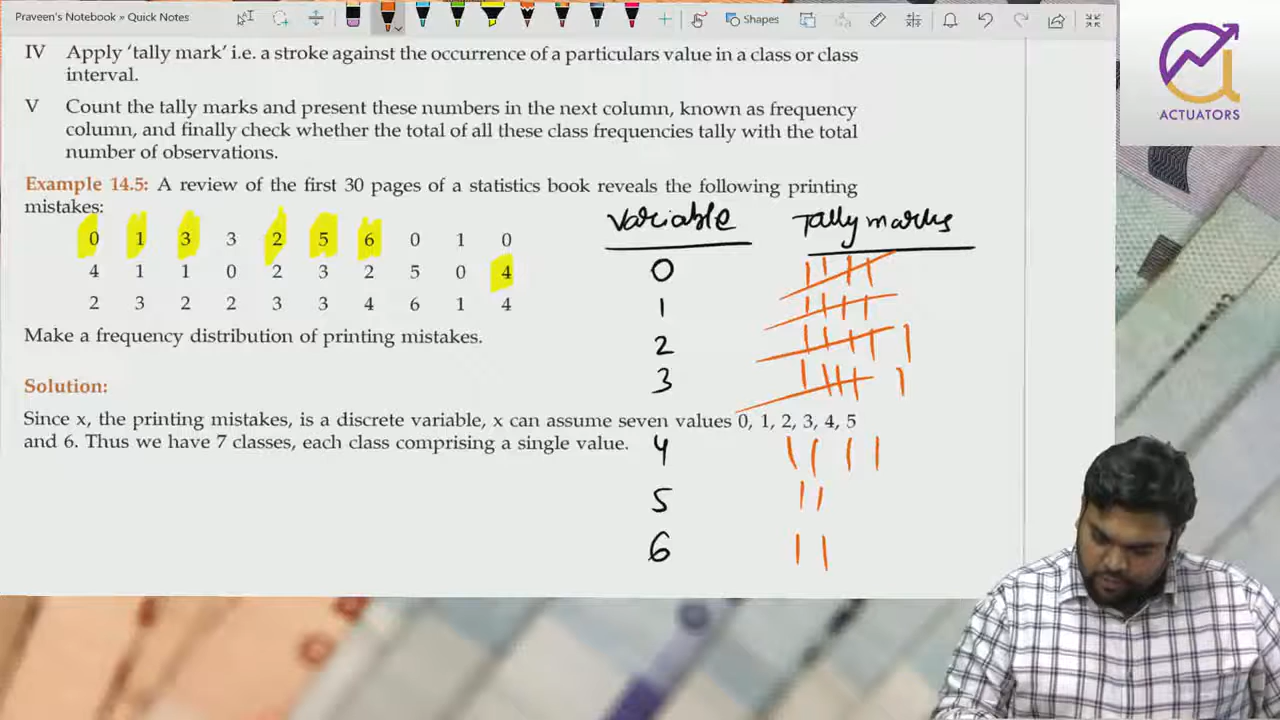 Praveen's Notebook » Quick Notes
Shapes
IV Apply ‘tally mark’ i.e. a stroke against the occurrence of a particulars value in a class or class
interval.
V Count the tally marks and present these numbers in the next column, known as frequency
column, and finally check whether the total of all these class frequencies tally with the total
number of observations.
Example 14.5: A review of the first 30 pages of a statistics book reveals the following printing
mistakes:
0 1 3 3 2 5 6 0 1 0
4 1 1 0 2 3 2 5 0 4
2 3 2 2 3 3 4 6 1 4
Make a frequency distribution of printing mistakes.
Solution:
Since x, the printing mistakes, is a discrete variable, x can assume seven values 0, 1, 2, 3, 4, 5
and 6. Thus we have 7 classes, each class comprising a single value.
Variable Tally marks
0
1
2
3
4
5
6
ACTUATORS